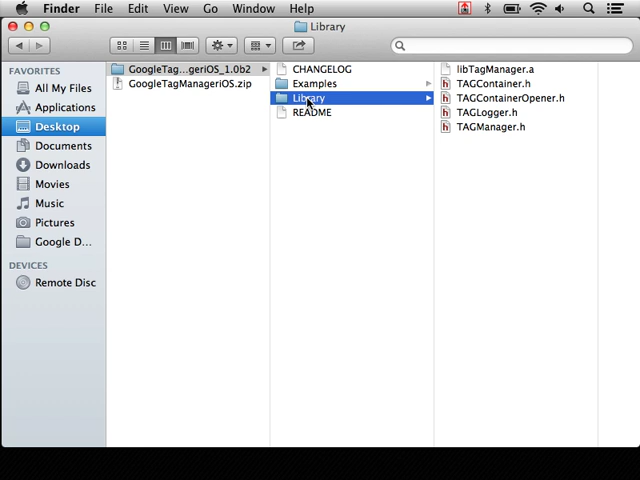 Finder File Edit View Go Window Help
Library
FAVORITES
All My Files
Applications
Desktop
Documents
Downloads
Movies
Music
Pictures
Google D...
DEVICES
Remote Disc
GoogleTag...geriOS_1.0b2
GoogleTagManageriOS.zip
CHANGELOG
Examples
Library
README
libTagManager.a
TAGContainer.h
TAGContainerOpener.h
TAGLogger.h
TAGManager.h